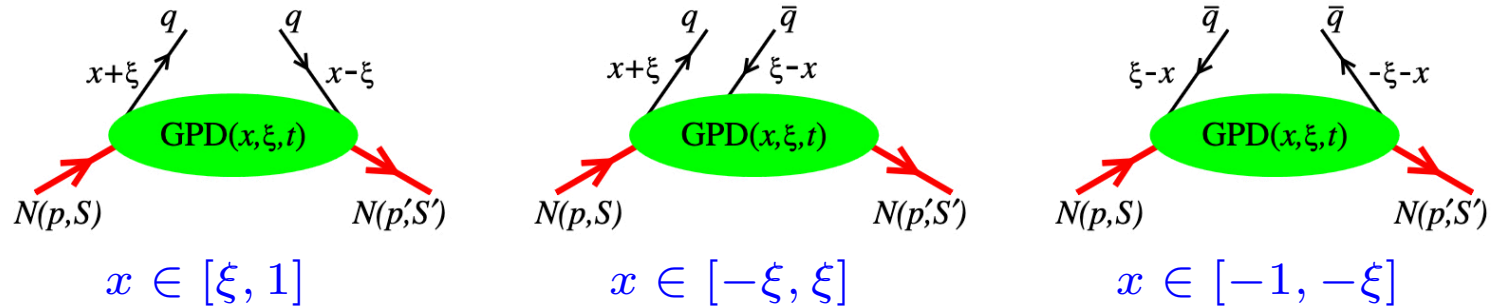 q q
x+ξ x-ξ
GPD(x,ξ,t)
N(p,S) N(p',S')
x ∈ [ξ, 1]
q q̄
x+ξ ξ-x
GPD(x,ξ,t)
N(p,S) N(p',S')
x ∈ [-ξ, ξ]
q̄ q̄
ξ-x -ξ-x
GPD(x,ξ,t)
N(p,S) N(p',S')
x ∈ [-1, -ξ]